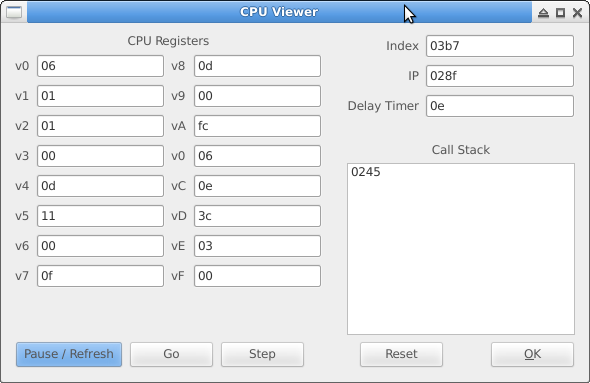 CPU Viewer
CPU Registers
v0 06 v8 0d
v1 01 v9 00
v2 01 vA fc
v3 00 v0 06
v4 0d vC 0e
v5 11 vD 3c
v6 00 vE 03
v7 0f vF 00
Index 03b7
IP 028f
Delay Timer 0e
Call Stack
0245
Pause / Refresh Go Step Reset OK